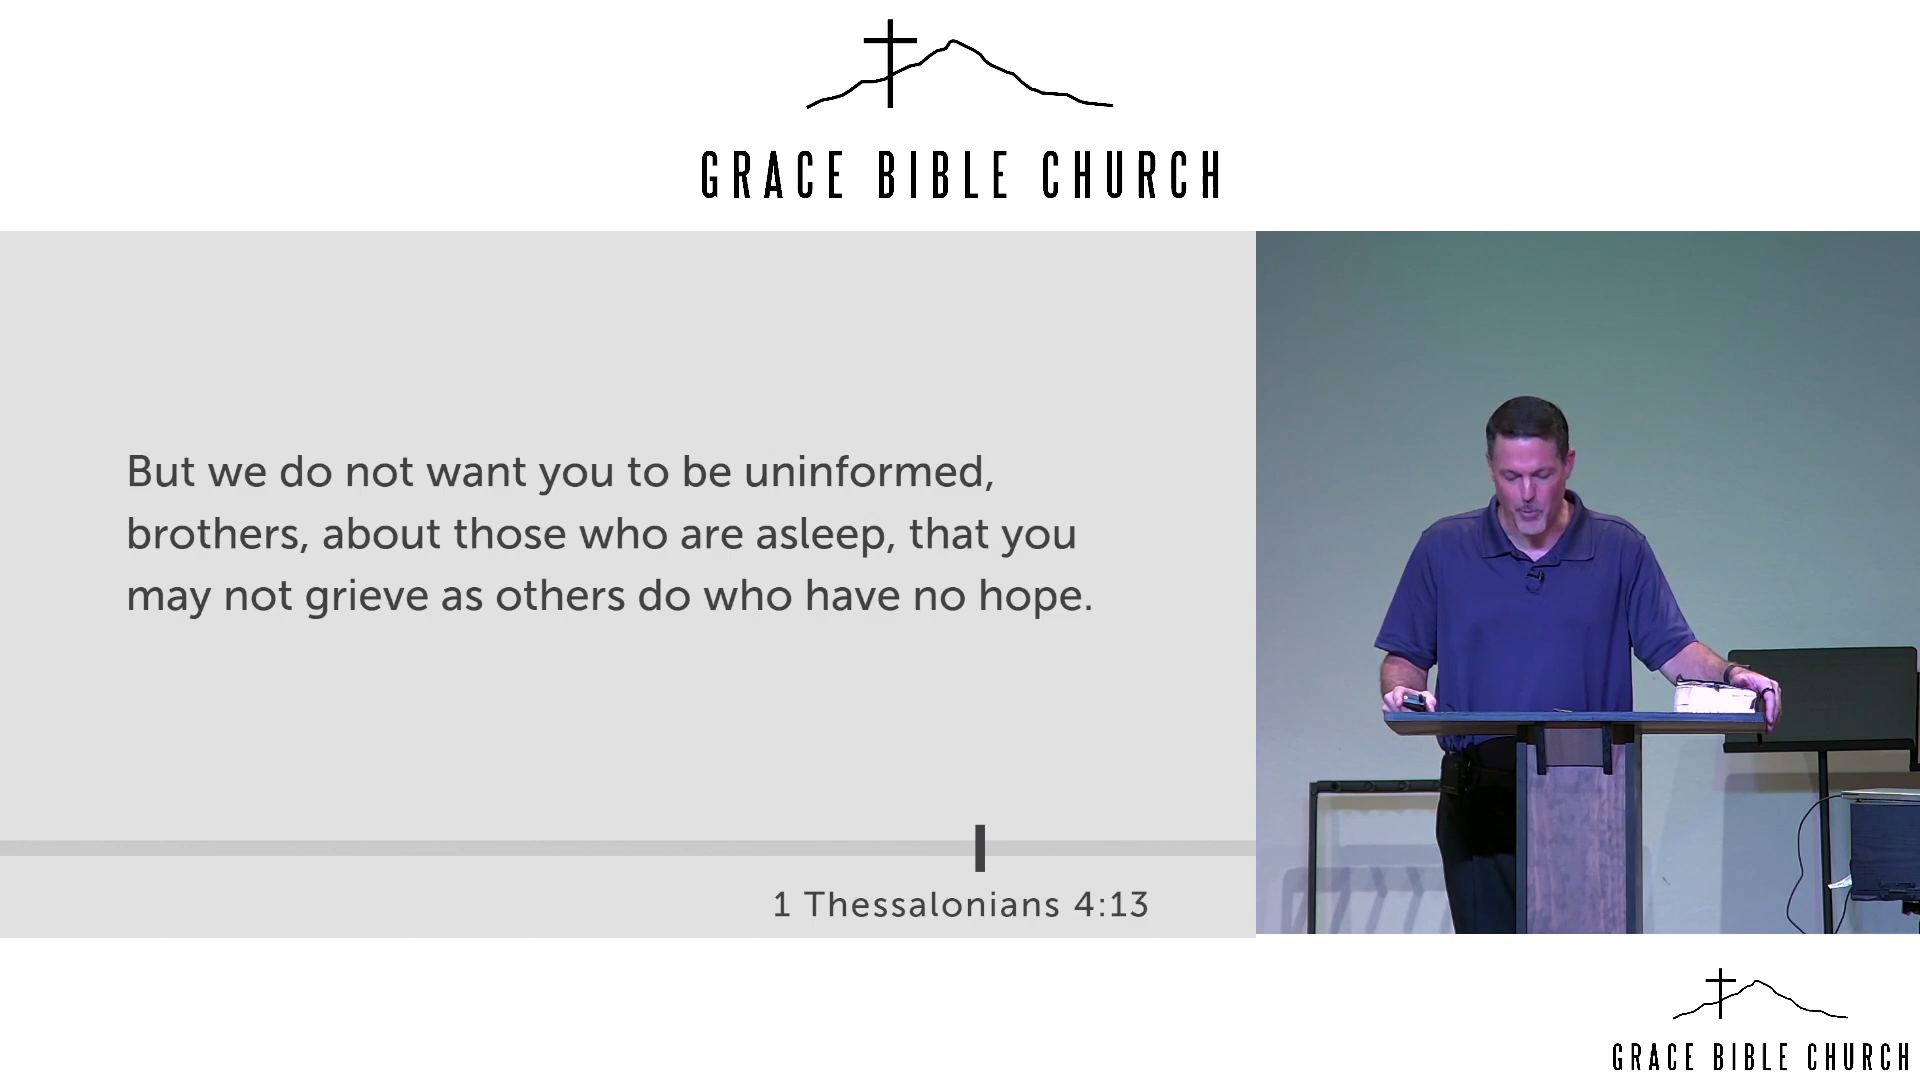 GRACE BIBLE CHURCH
But we do not want you to be uninformed,
brothers, about those who are asleep, that you
may not grieve as others do who have no hope.
1 Thessalonians 4:13
GRACE BIBLE CHURCH